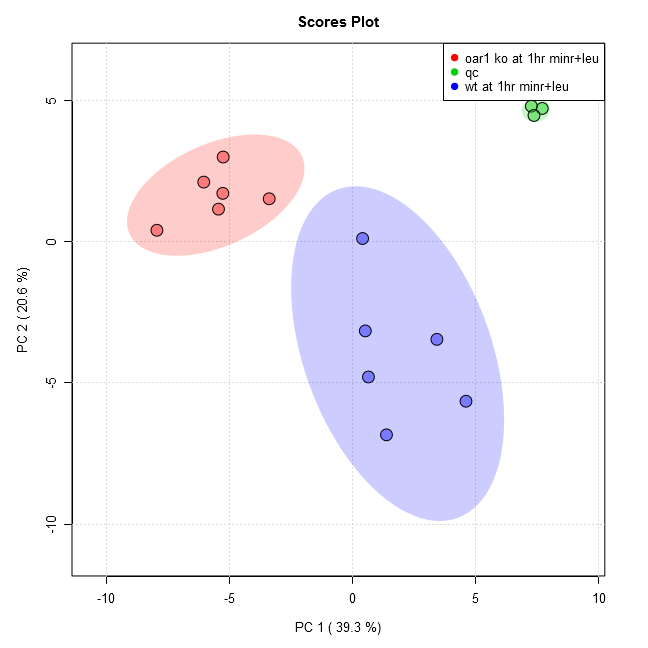 Scores Plot
oar1 ko at 1hr minr+leu
qc
wt at 1hr minr+leu
5
0
-5
-10
PC 2 ( 20.6 %)
-10 -5 0 5 10
PC 1 ( 39.3 %)